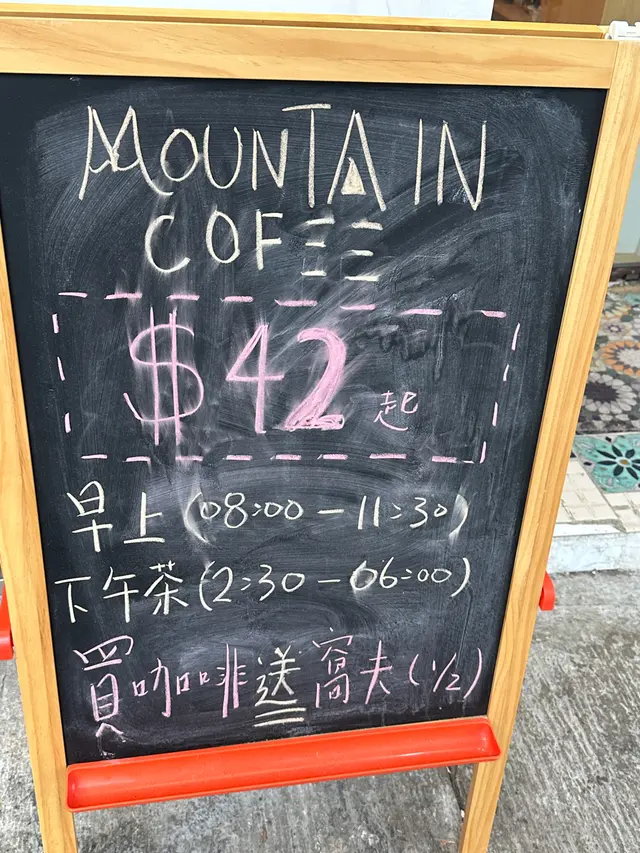 MOUNTAIN
COFEE
$42起
早上(08:00-11:30)
下午茶(2:30-06:00)
買咖啡送窩夫(1/2)